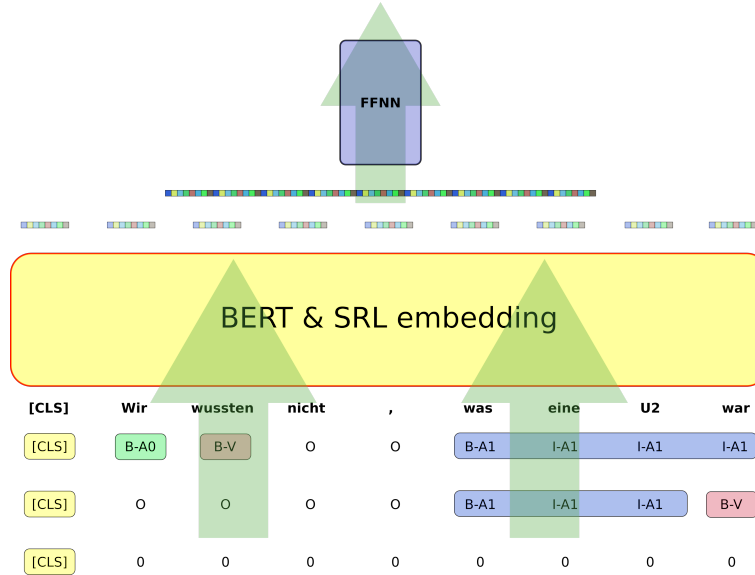 FFNN
BERT & SRL embedding
[CLS] Wir wussten nicht , was eine U2 war
[CLS] B-A0 B-V O O B-A1 I-A1 I-A1 I-A1
[CLS] O O O O B-A1 I-A1 I-A1 B-V
[CLS] 0 0 0 0 0 0 0 0